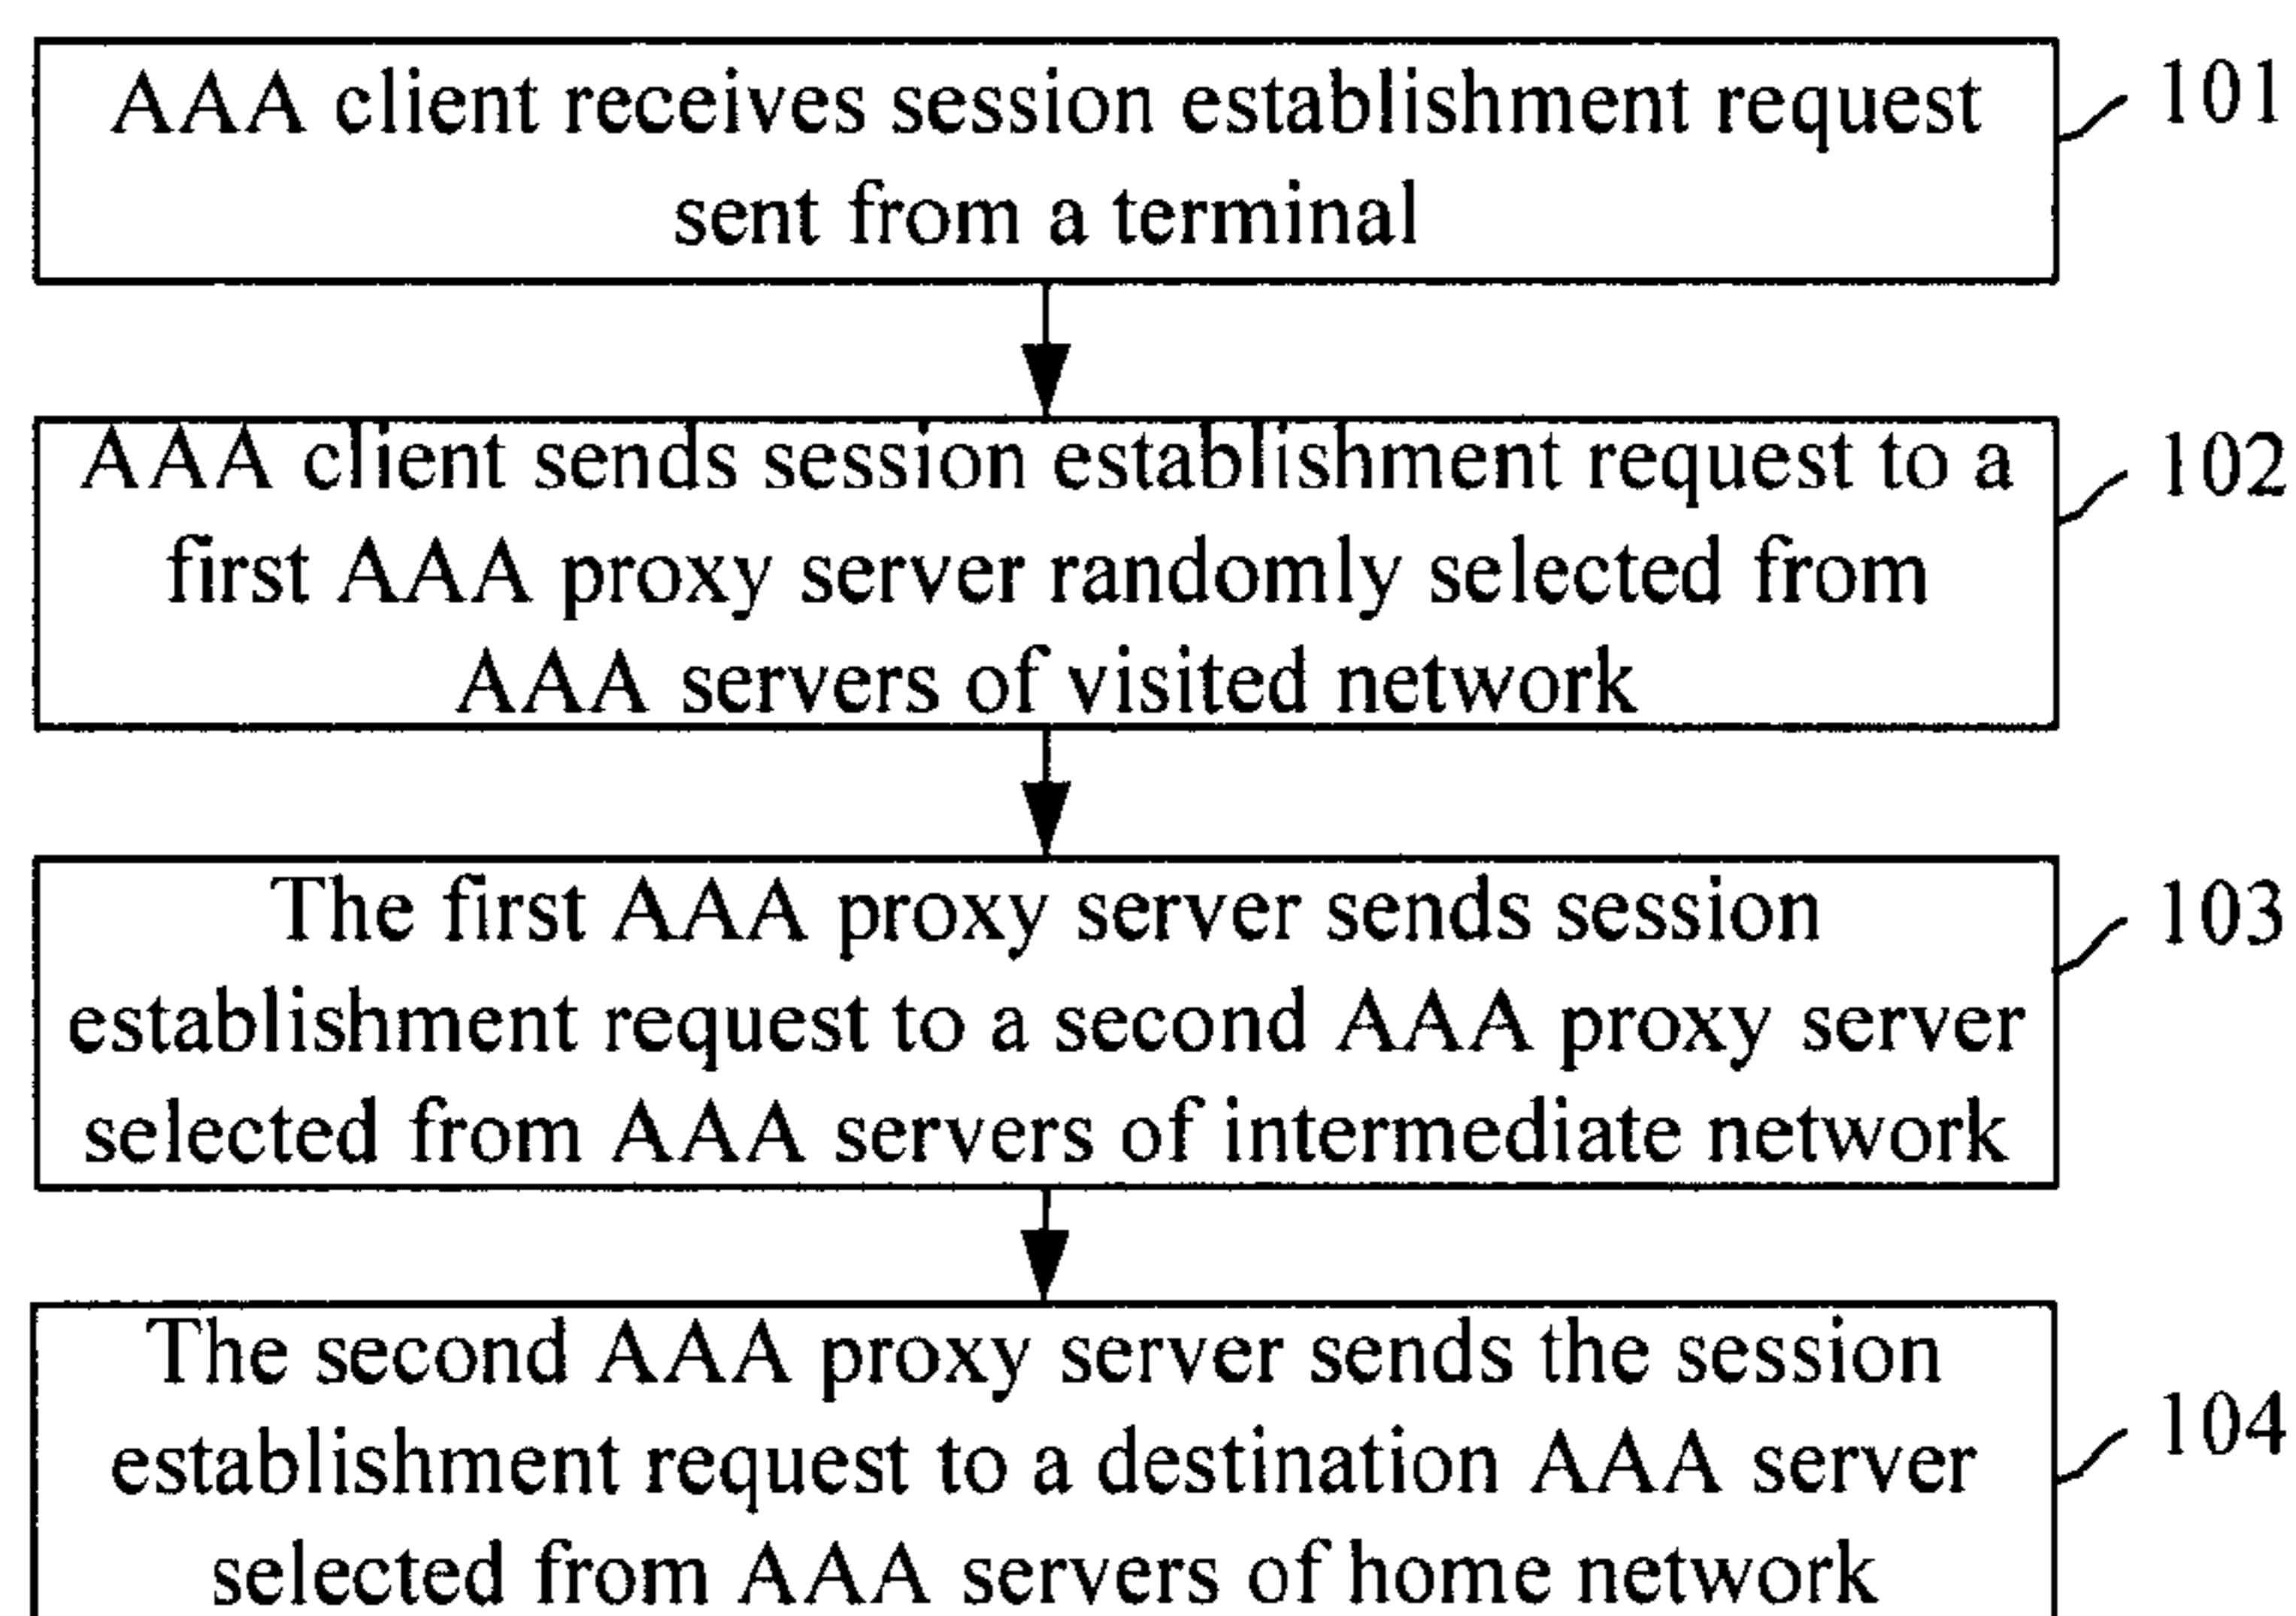 AAA client receives session establishment request
sent from a terminal
101
AAA client sends session establishment request to a
first AAA proxy server randomly selected from
AAA servers of visited network
102
The first AAA proxy server sends session
establishment request to a second AAA proxy server
selected from AAA servers of intermediate network
103
The second AAA proxy server sends the session
establishment request to a destination AAA server
selected from AAA servers of home network
104